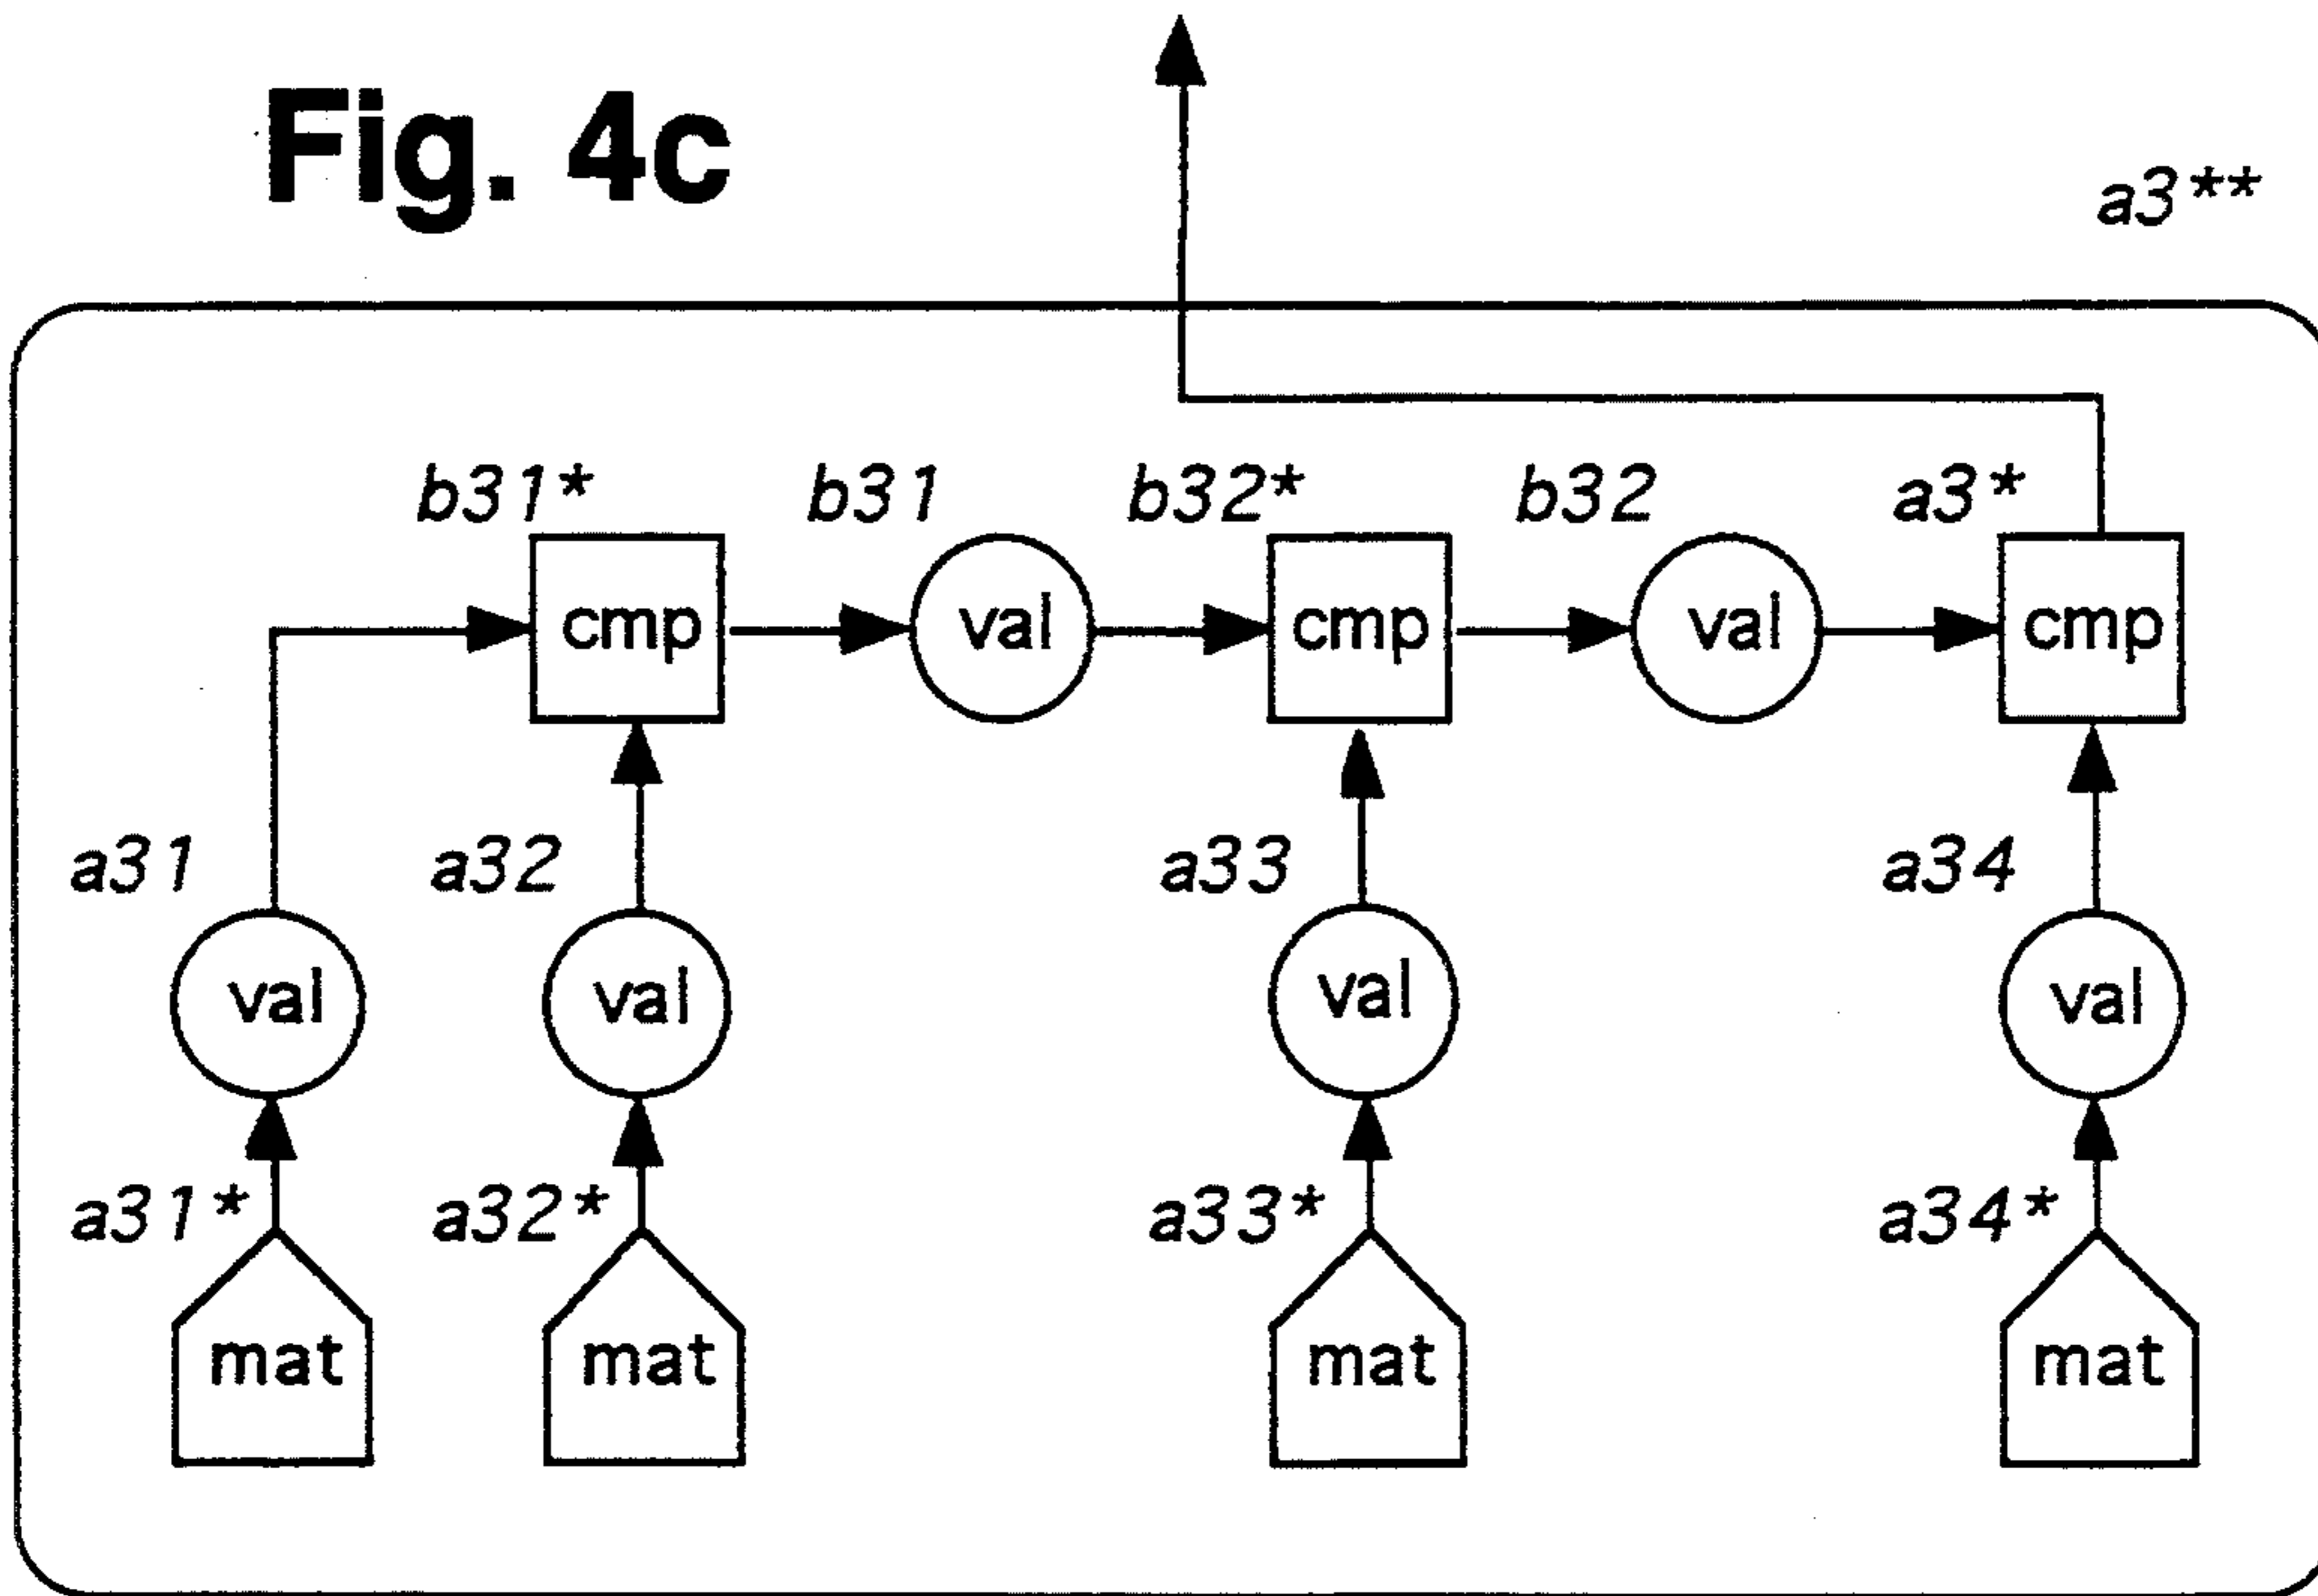 Fig. 4c
a3**
b31* b31 b32* b32 a3*
cmp val cmp val cmp
a31 a32 a33 a34
val val val val
a31* a32* a33* a34*
mat mat mat mat